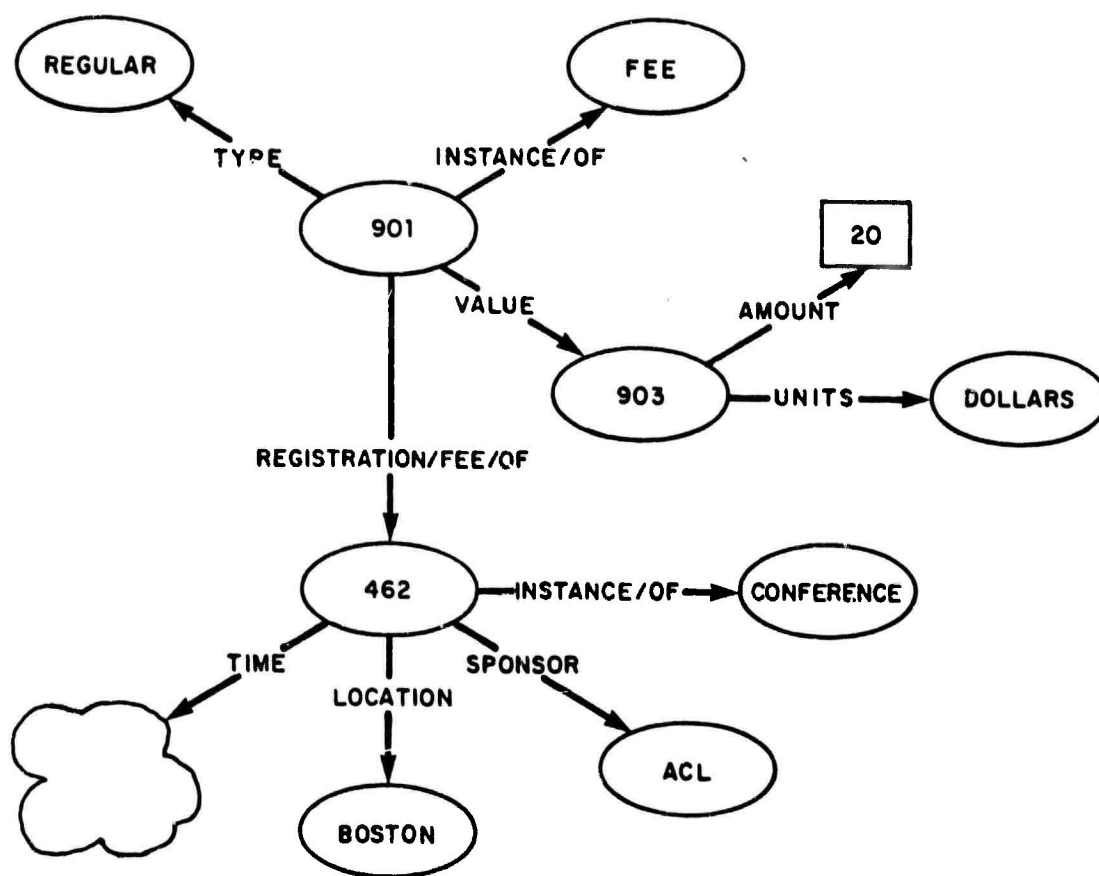 REGULAR
FEE
TYPE
INSTANCE/OF
901
20
VALUE
AMOUNT
903
UNITS
DOLLARS
REGISTRATION/FEE/OF
462
INSTANCE/OF
CONFERENCE
TIME
SPONSOR
LOCATION
ACL
BOSTON